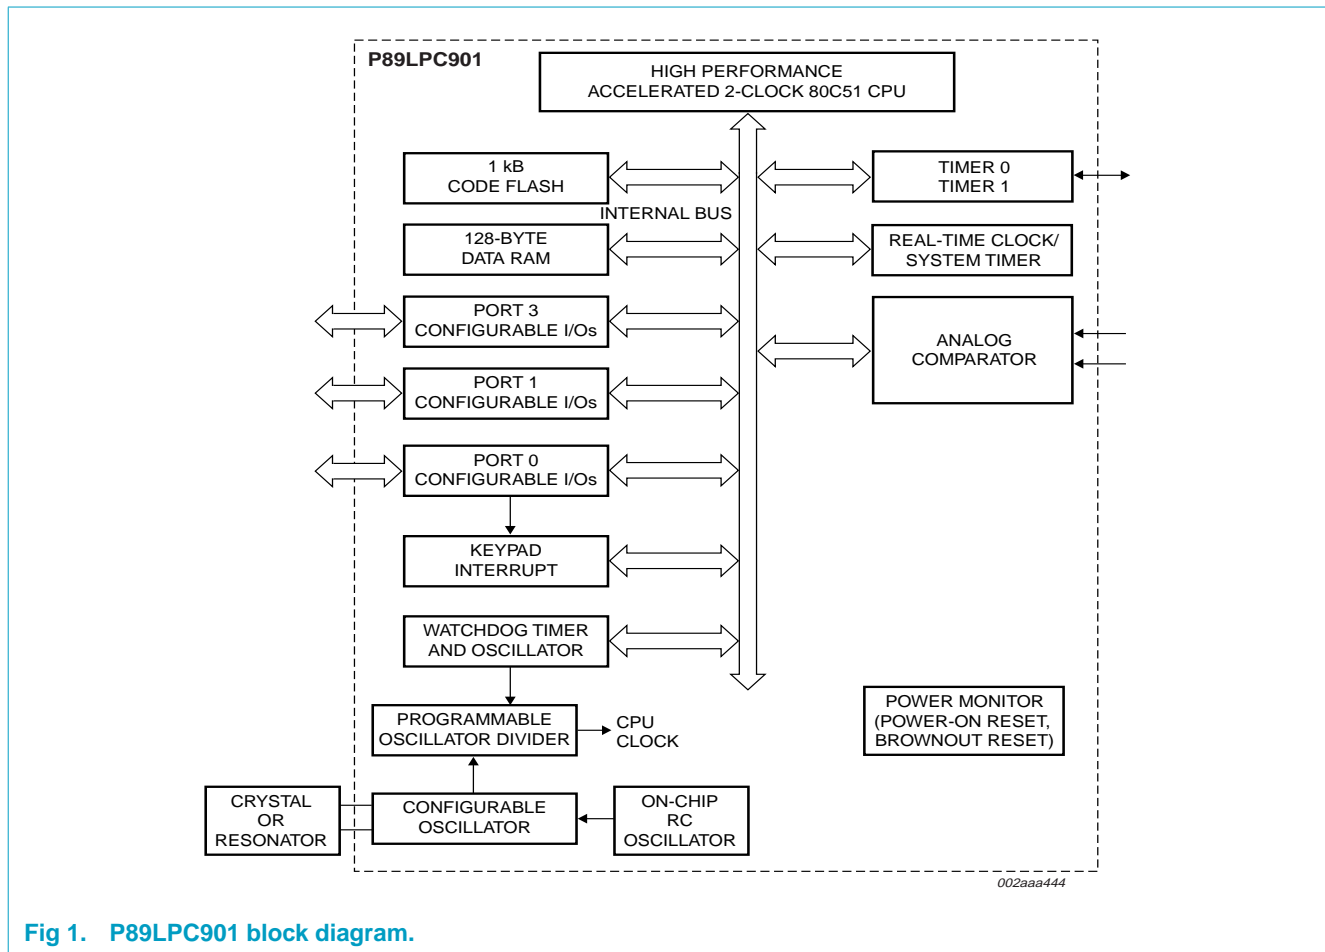 P89LPC901
HIGH PERFORMANCE
ACCELERATED 2-CLOCK 80C51 CPU
1 kB
CODE FLASH
TIMER 0
TIMER 1
INTERNAL BUS
128-BYTE
DATA RAM
REAL-TIME CLOCK/
SYSTEM TIMER
PORT 3
CONFIGURABLE I/Os
ANALOG
COMPARATOR
PORT 1
CONFIGURABLE I/Os
PORT 0
CONFIGURABLE I/Os
KEYPAD
INTERRUPT
WATCHDOG TIMER
AND OSCILLATOR
PROGRAMMABLE
OSCILLATOR DIVIDER
CPU
CLOCK
POWER MONITOR
(POWER-ON RESET,
BROWNOUT RESET)
CRYSTAL
OR
RESONATOR
CONFIGURABLE
OSCILLATOR
ON-CHIP
RC
OSCILLATOR
002aaa444
Fig 1. P89LPC901 block diagram.